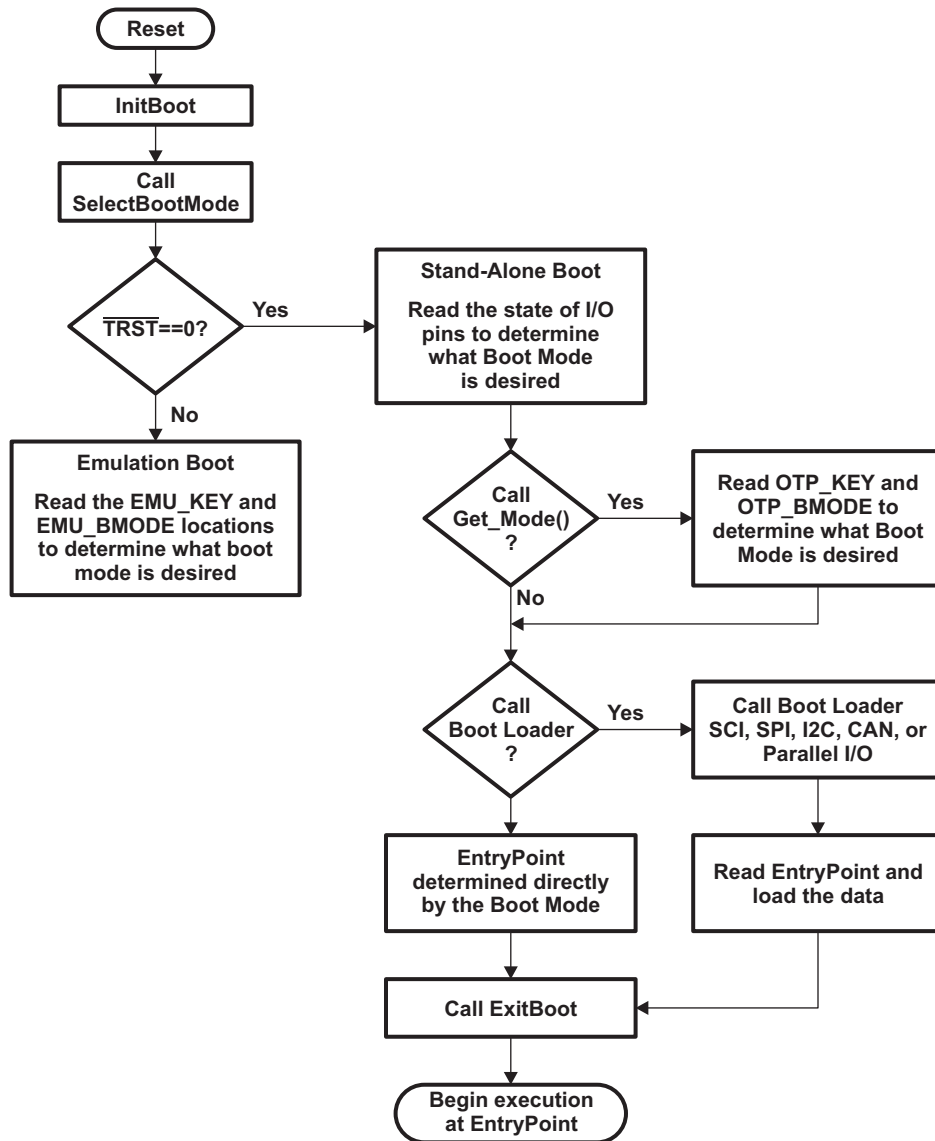 Reset
InitBoot
Call
SelectBootMode
TRST==0?
Yes
No
Stand-Alone Boot
Read the state of I/O
pins to determine
what Boot Mode
is desired
Emulation Boot
Read the EMU_KEY and
EMU_BMODE locations
to determine what boot
mode is desired
Call
Get_Mode()
?
Yes
No
Read OTP_KEY and
OTP_BMODE to
determine what Boot
Mode is desired
Call
Boot Loader
?
Yes
Call Boot Loader
SCI, SPI, I2C, CAN, or
Parallel I/O
EntryPoint
determined directly
by the Boot Mode
Read EntryPoint and
load the data
Call ExitBoot
Begin execution
at EntryPoint